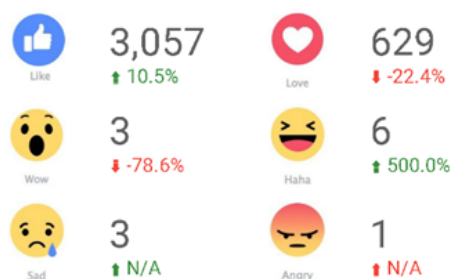 3,057 629
Like 10.5% Love -22.4%
3 6
Wow -78.6% Haha 500.0%
3 1
Sad N/A Angry N/A